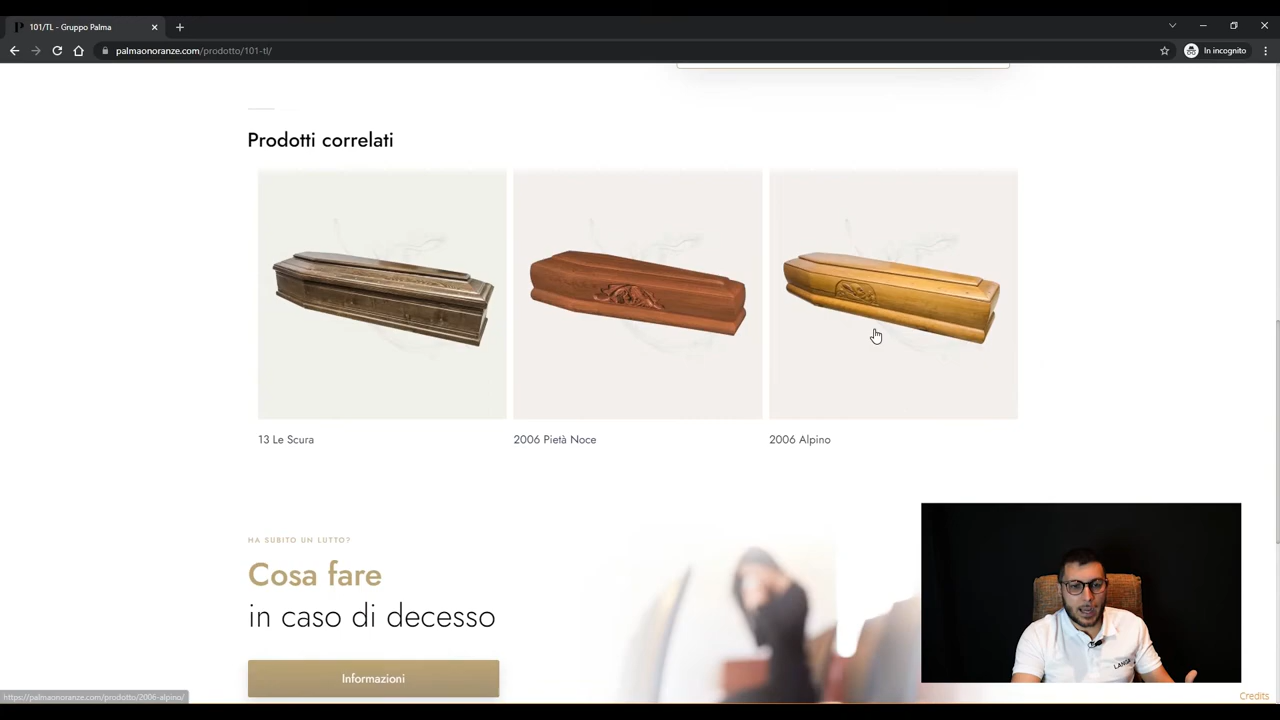 101/TL - Gruppo Palma
palmaonoranze.com/prodotto/101-tl/
In incognito
Prodotti correlati
13 Le Scura
2006 Pietà Noce
2006 Alpino
HA SUBITO UN LUTTO?
Cosa fare
in caso di decesso
Informazioni
LANGA
Credits
https://palmaonoranze.com/prodotto/2006-alpino/